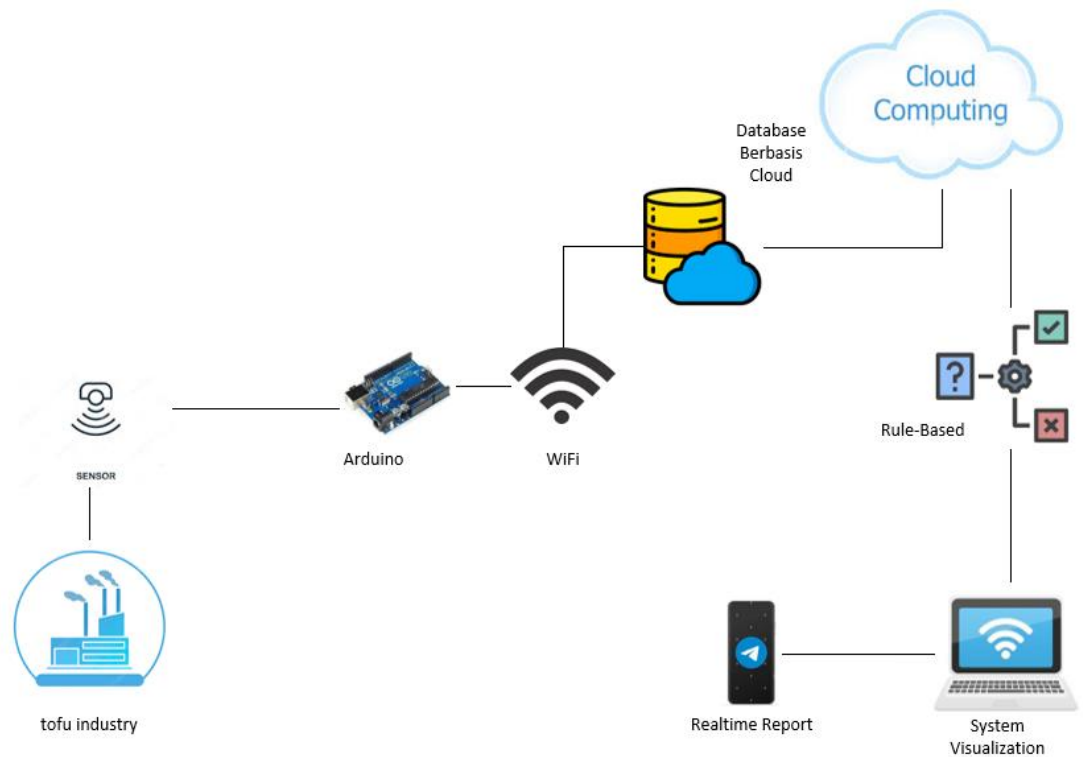 Cloud
Computing
Database
Berbasis
Cloud
Rule-Based
Arduino
WiFi
SENSOR
tofu industry
Realtime Report
System
Visualization